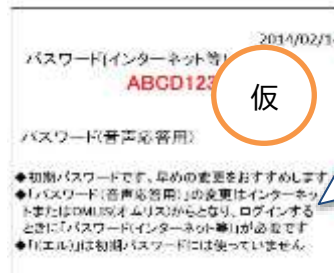 2014/02/1
パスワード(インターネット等)
ABCD123
仮
パスワード(音声応答用)
◆初期パスワードです、早めの変更をおすすめします
◆「パスワード(音声応答用)」の変更はインターネッ
トまたはOMLIS(オムリス)からとなり、ログインする
ときに「パスワード(インターネット等)」が必要です
◆「l(エル)」は初期パスワードには使っていません